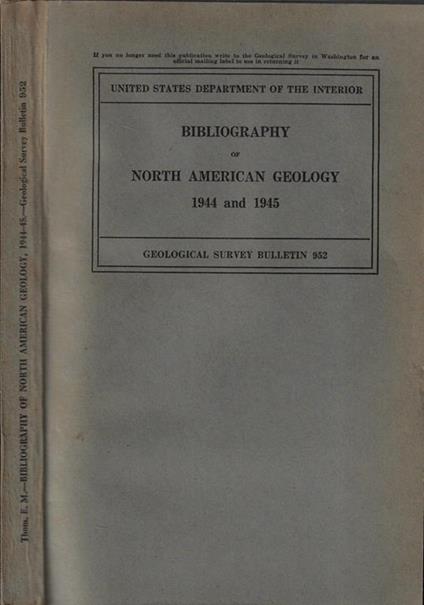 If you no longer need this publication write to the Geological Survey in Washington for an
official mailing label to use in returning it
UNITED STATES DEPARTMENT OF THE INTERIOR
BIBLIOGRAPHY
OF
NORTH AMERICAN GEOLOGY
1944 and 1945
GEOLOGICAL SURVEY BULLETIN 952
Thom, E. M.—BIBLIOGRAPHY OF NORTH AMERICAN GEOLOGY, 1944-45.—Geological Survey Bulletin 952